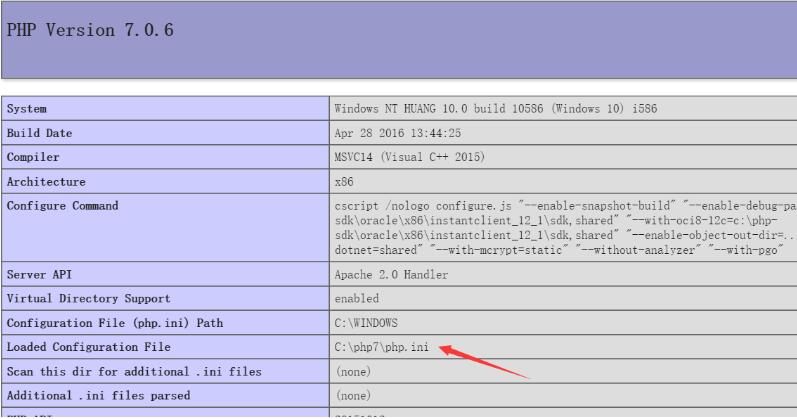 PHP Version 7.0.6
System Windows NT HUANG 10.0 build 10586 (Windows 10) i586
Build Date Apr 28 2016 13:44:25
Compiler MSVC14 (Visual C++ 2015)
Architecture x86
Configure Command cscript /nologo configure.js "--enable-snapshot-build" "--enable-debug-pa
sdk\oracle\x86\instantclient_12_1\sdk,shared" "--with-oci8-12c=c:\php-
sdk\oracle\x86\instantclient_12_1\sdk,shared" "--enable-object-out-dir=..
dotnet=shared" "--with-mcrypt=static" "--without-analyzer" "--with-pgo"
Server API Apache 2.0 Handler
Virtual Directory Support enabled
Configuration File (php.ini) Path C:\WINDOWS
Loaded Configuration File C:\php7\php.ini
Scan this dir for additional .ini files (none)
Additional .ini files parsed (none)
PHP API